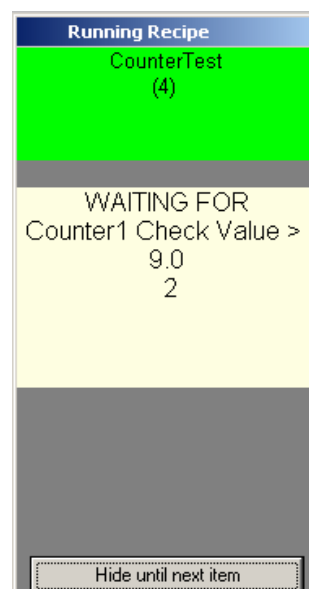 Running Recipe
CounterTest
(4)
WAITING FOR
Counter1 Check Value >
9.0
2
Hide until next item